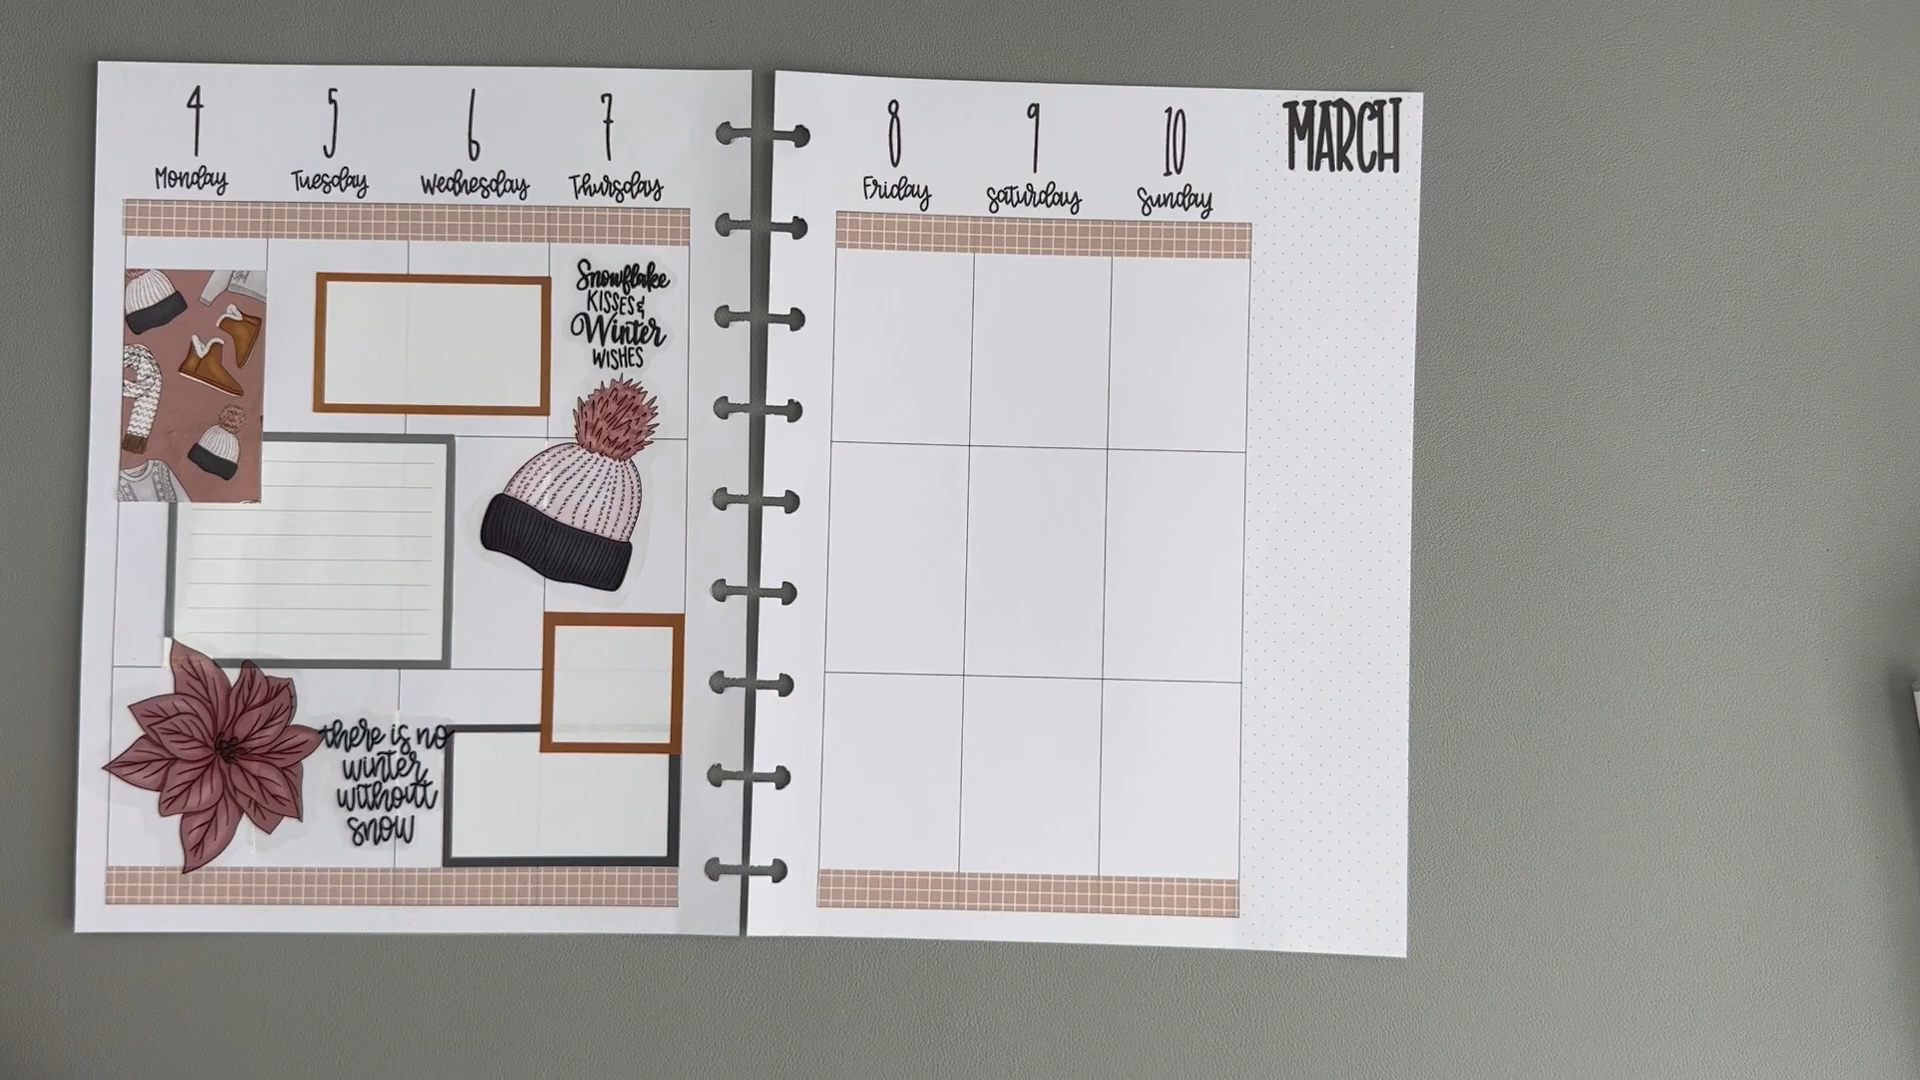 4 5 6 7
Monday Tuesday Wednesday Thursday
8 9 10
Friday Saturday Sunday
MARCH
Snowflake
KISSES &
Winter
WISHES
there is no
winter
without
snow